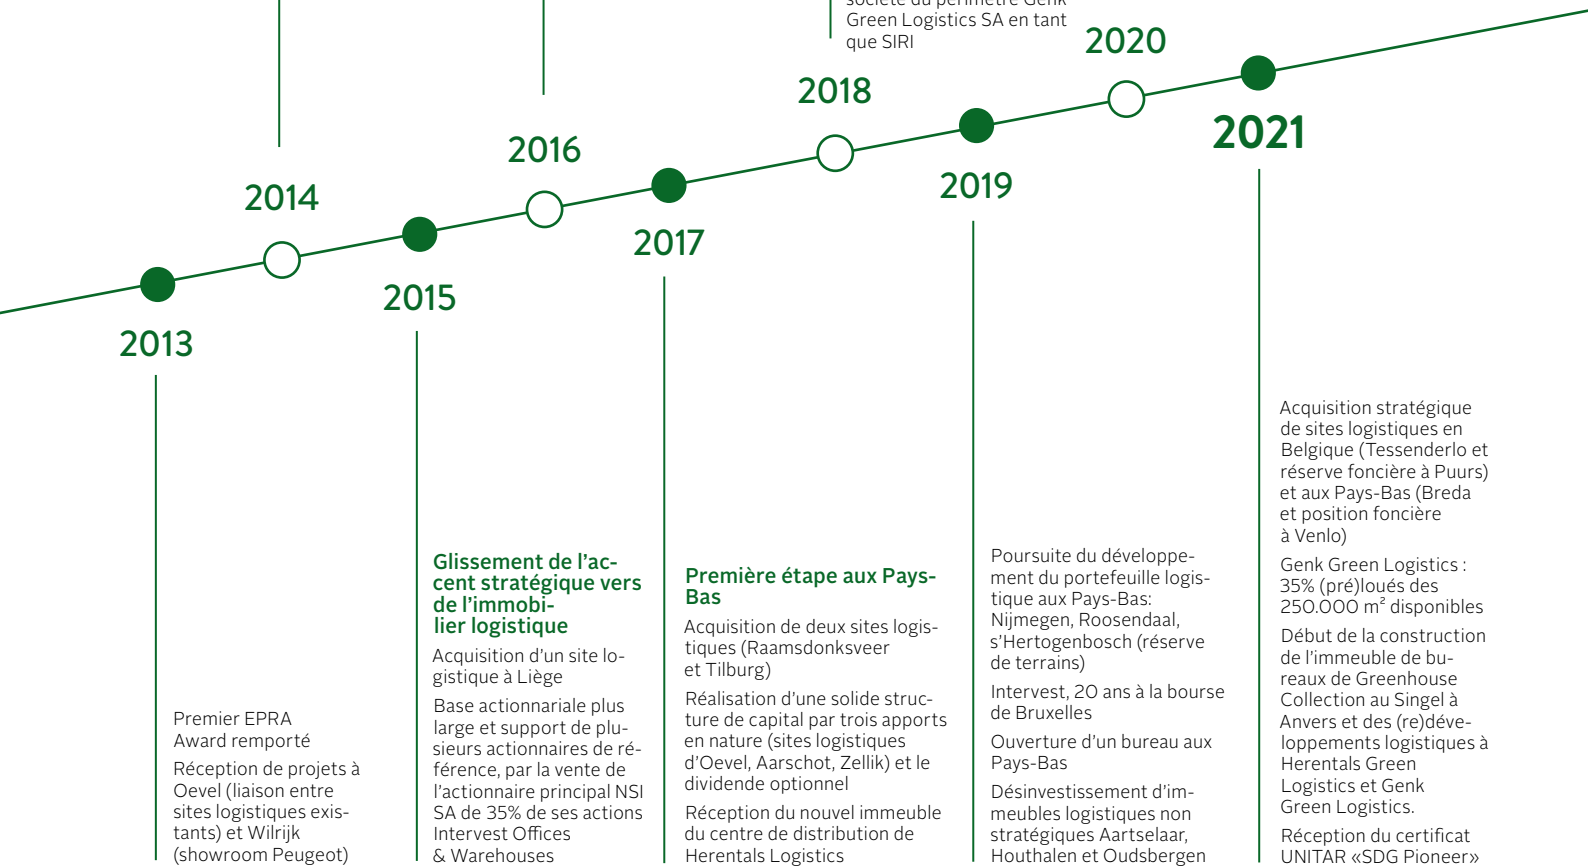 société du périmètre Genk
Green Logistics SA en tant
que SIRI
2020
2018
2021
2016
2019
2014
2017
2015
2013
Premier EPRA
Award remporté
Réception de projets à
Oevel (liaison entre
sites logistiques exis-
tants) et Wilrijk
(showroom Peugeot)
Glissement de l’ac-
cent stratégique vers
de l’immobi-
lier logistique
Acquisition d’un site lo-
gistique à Liège
Base actionnariale plus
large et support de plu-
sieurs actionnaires de ré-
férence, par la vente de
l’actionnaire principal NSI
SA de 35% de ses actions
Intervest Offices
& Warehouses
Première étape aux Pays-
Bas
Acquisition de deux sites logis-
tiques (Raamsdonksveer
et Tilburg)
Réalisation d’une solide struc-
ture de capital par trois apports
en nature (sites logistiques
d’Oevel, Aarschot, Zellik) et le
dividende optionnel
Réception du nouvel immeuble
du centre de distribution de
Herentals Logistics
Poursuite du développe-
ment du portefeuille logis-
tique aux Pays-Bas:
Nijmegen, Roosendaal,
s’Hertogenbosch (réserve
de terrains)
Intervest, 20 ans à la bourse
de Bruxelles
Ouverture d’un bureau aux
Pays-Bas
Désinvestissement d’im-
meubles logistiques non
stratégiques Aartselaar,
Houthalen et Oudsbergen
Acquisition stratégique
de sites logistiques en
Belgique (Tessenderlo et
réserve foncière à Puurs)
et aux Pays-Bas (Breda
et position foncière
à Venlo)
Genk Green Logistics :
35% (pré)loués des
250.000 m² disponibles
Début de la construction
de l’immeuble de bu-
reaux de Greenhouse
Collection au Singel à
Anvers et des (re)déve-
loppements logistiques à
Herentals Green
Logistics et Genk
Green Logistics.
Réception du certificat
UNITAR «SDG Pioneer»